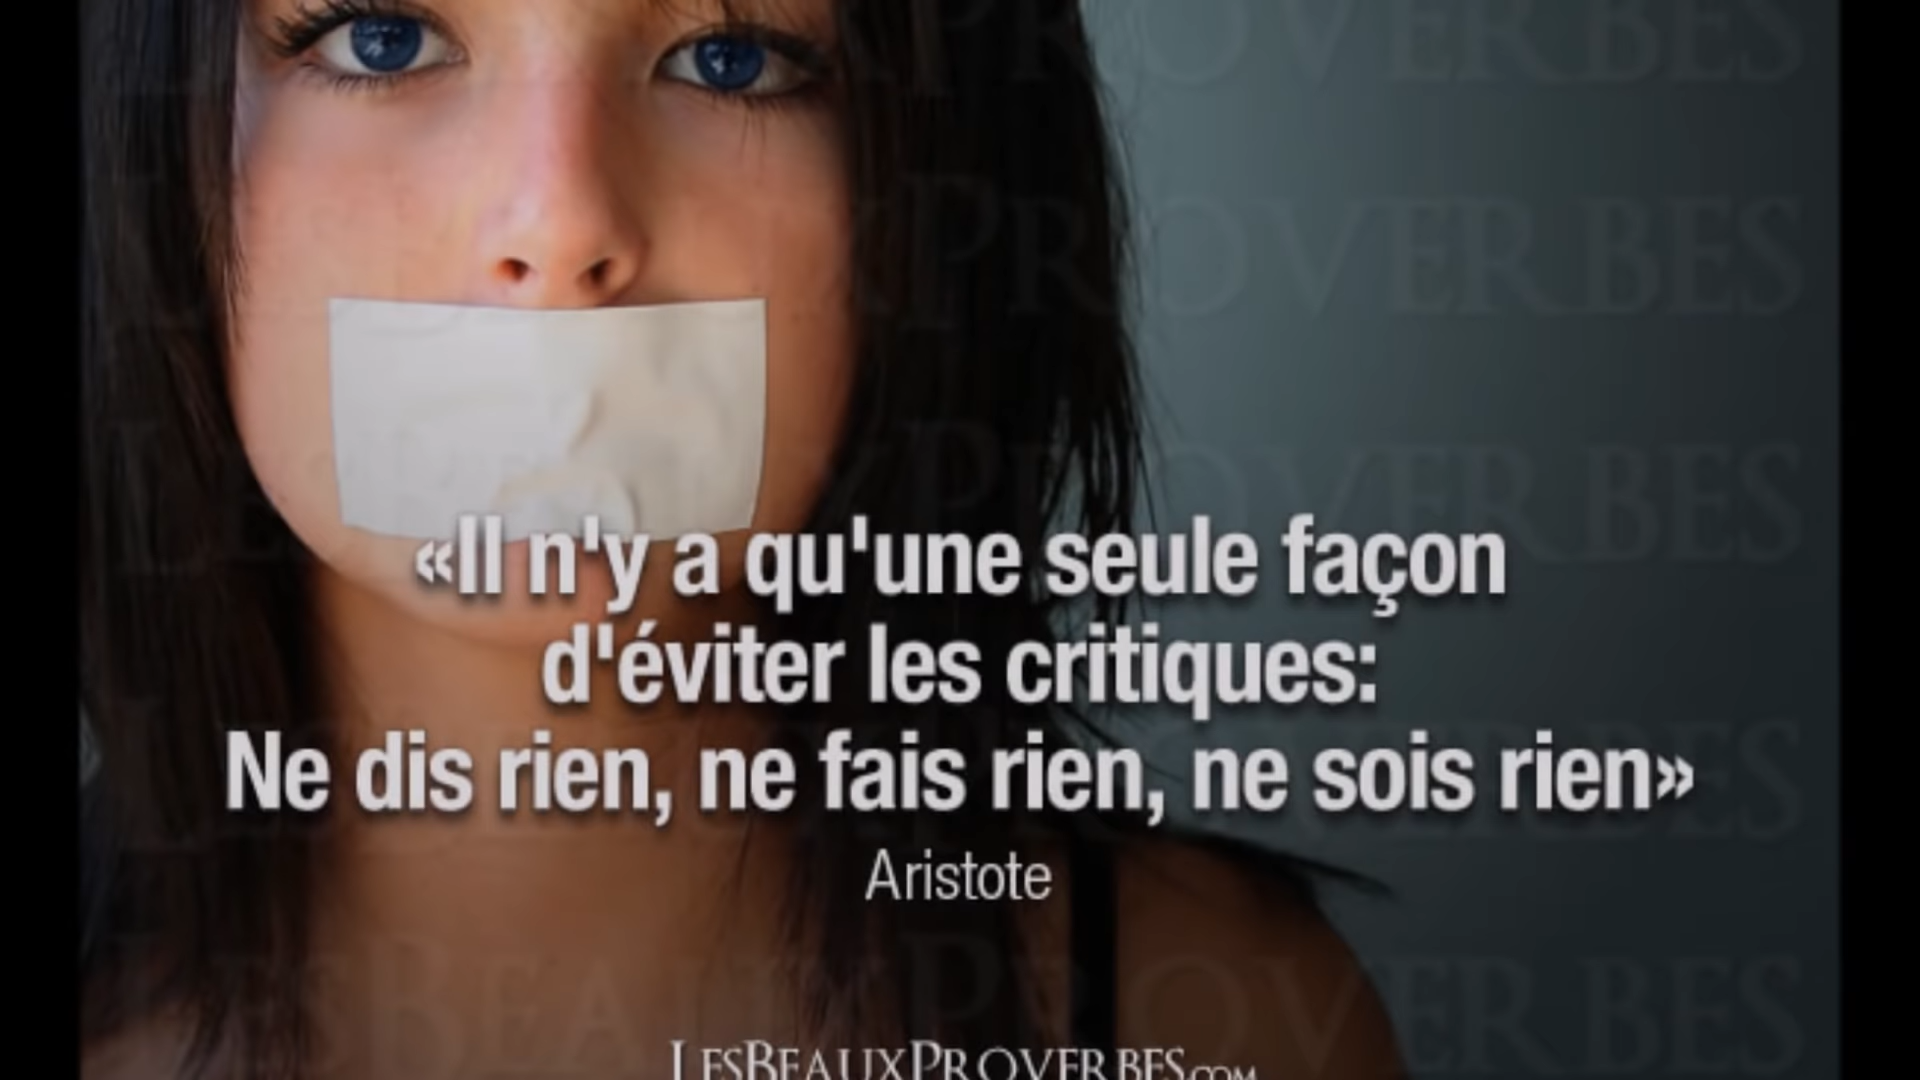 «Il n'y a qu'une seule façon
d'éviter les critiques:
Ne dis rien, ne fais rien, ne sois rien»
Aristote
LESBEAUXPROVERBES.COM